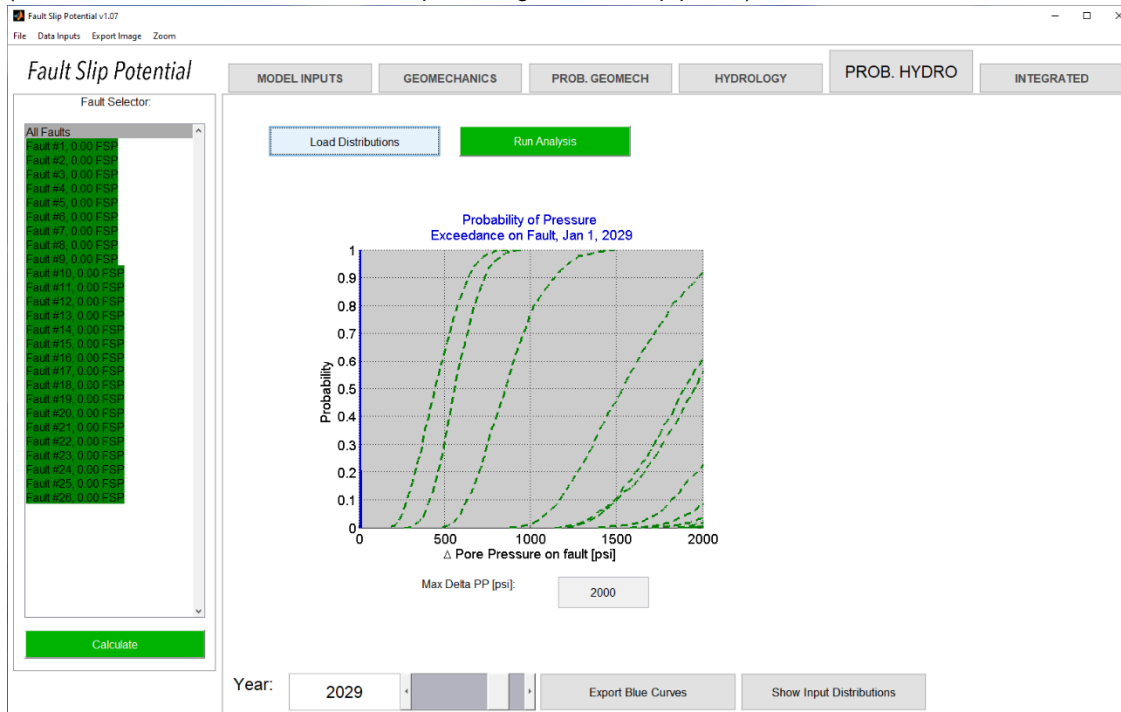 Fault Slip Potential v1.07
File Data Inputs Export Image Zoom
Fault Slip Potential
MODEL INPUTS GEOMECHANICS PROB. GEOMECH HYDROLOGY PROB. HYDRO INTEGRATED
Fault Selector:
All Faults
Fault #1, 0.00 FSP
Fault #2, 0.00 FSP
Fault #3, 0.00 FSP
Fault #4, 0.00 FSP
Fault #5, 0.00 FSP
Fault #6, 0.00 FSP
Fault #7, 0.00 FSP
Fault #8, 0.00 FSP
Fault #9, 0.00 FSP
Fault #10, 0.00 FSP
Fault #11, 0.00 FSP
Fault #12, 0.00 FSP
Fault #13, 0.00 FSP
Fault #14, 0.00 FSP
Fault #15, 0.00 FSP
Fault #16, 0.00 FSP
Fault #17, 0.00 FSP
Fault #18, 0.00 FSP
Fault #19, 0.00 FSP
Fault #20, 0.00 FSP
Fault #21, 0.00 FSP
Fault #22, 0.00 FSP
Fault #23, 0.00 FSP
Fault #24, 0.00 FSP
Fault #25, 0.00 FSP
Fault #26, 0.00 FSP
Calculate
Load Distributions Run Analysis
Probability of Pressure
Exceedance on Fault, Jan 1, 2029
1
0.9
0.8
0.7
0.6
0.5
0.4
0.3
0.2
0.1
0
Probability
0 500 1000 1500 2000
Δ Pore Pressure on fault [psi]
Max Delta PP [psi]: 2000
Year: 2029 Export Blue Curves Show Input Distributions